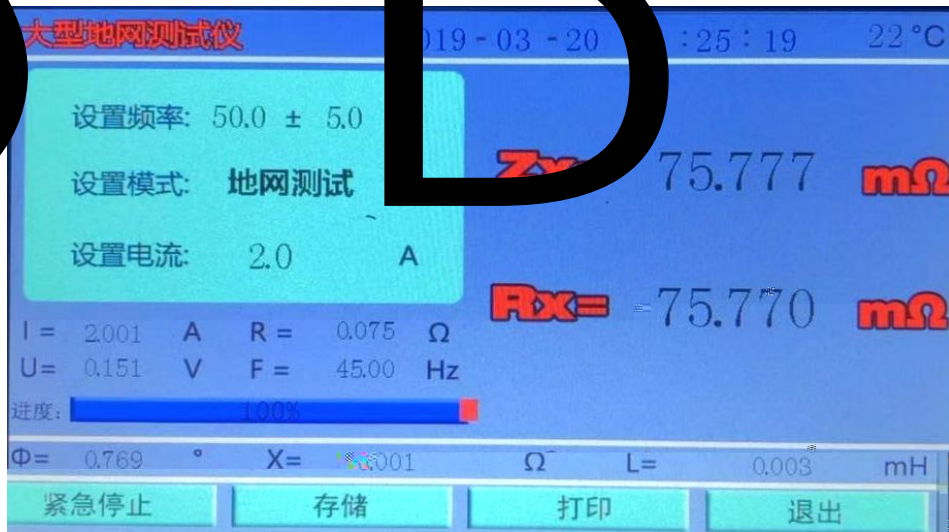 大型地网测试仪 019-03-20 :25:19 22°C
设置频率: 50.0 ± 5.0
设置模式: 地网测试
75.777 mΩ
设置电流: 2.0 A
Rx= 75.770 mΩ
I = 2.001 A R = 0.075 Ω
U= 0.151 V F = 45.00 Hz
进度: 100%
Φ= 0.769 ° X= 001 Ω L= 0.003 mH
紧急停止 存储 打印 退出